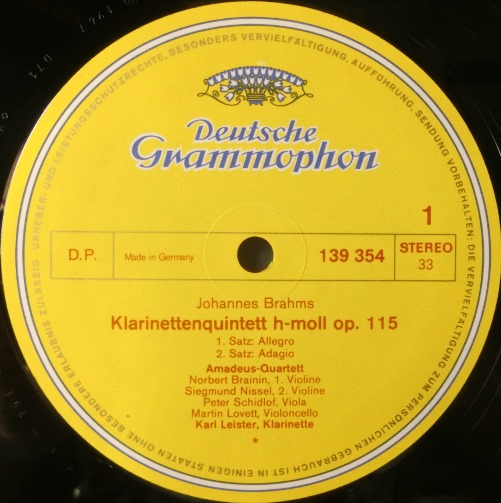 Deutsche
Grammophon
1
D.P.
Made in Germany
139 354
STEREO
33
Johannes Brahms
Klarinettenquintett h-moll op. 115
1. Satz: Allegro
2. Satz: Adagio
Amadeus-Quartett
Norbert Brainin, 1. Violine
Siegmund Nissel, 2. Violine
Peter Schidlof, Viola
Martin Lovett, Violoncello
Karl Leister, Klarinette
*
URHEBER- UND LEISTUNGSSCHUTZRECHTE, BESONDERS VERVIELFÄLTIGUNG, AUFFÜHRUNG, SENDUNG VORBEHALTEN; DIE VERVIELFÄLTIGUNG ZUM PERSÖNLICHEN GEBRAUCH IST IN EINIGEN STAATEN OHNE BESONDERE ERLAUBNIS ZULÄSSIG